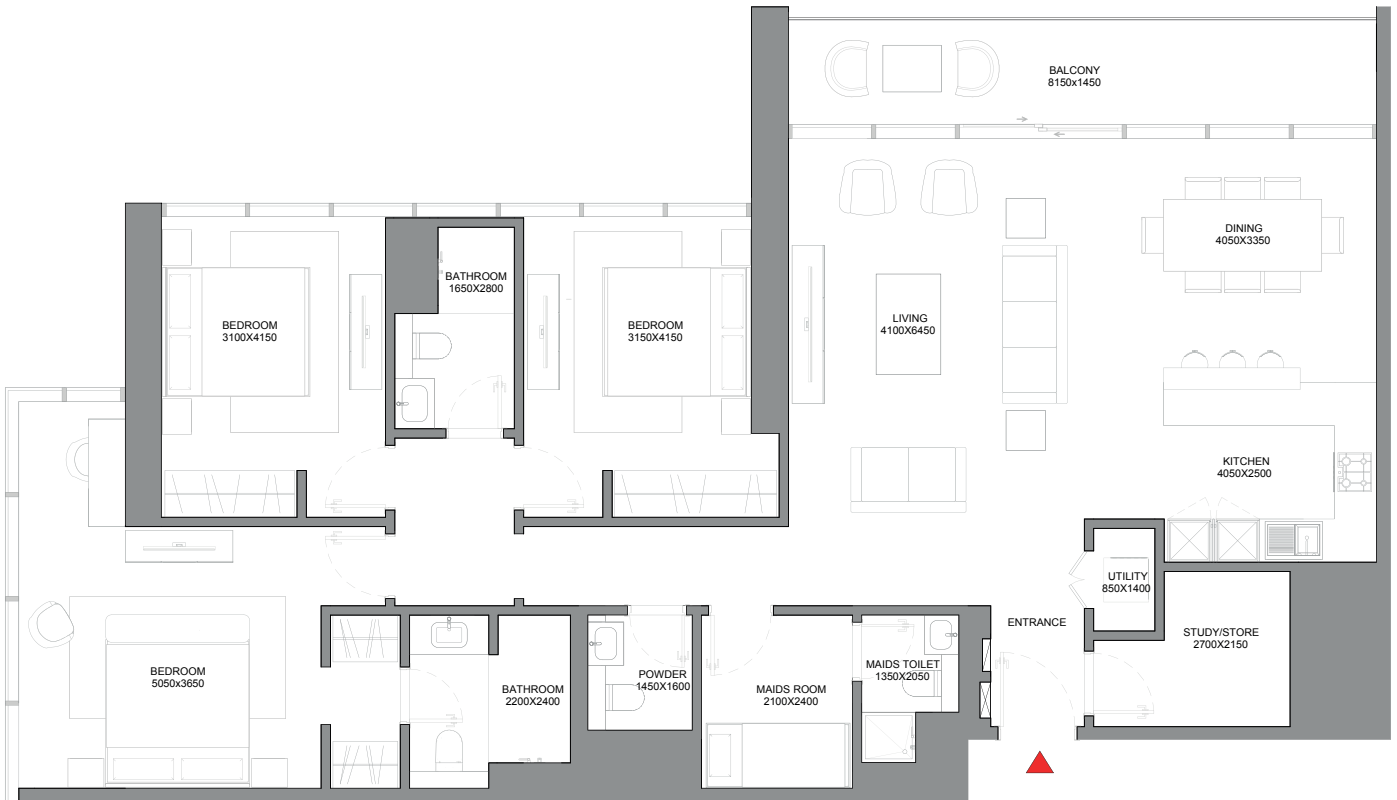 BALCONY
8150x1450
DINING
4050X3350
BATHROOM
1650X2800
BEDROOM
3100X4150
BEDROOM
3150X4150
LIVING
4100X6450
KITCHEN
4050X2500
UTILITY
850X1400
ENTRANCE
STUDY/STORE
2700X2150
BEDROOM
5050x3650
BATHROOM
2200X2400
POWDER
1450X1600
MAIDS ROOM
2100X2400
MAIDS TOILET
1350X2050